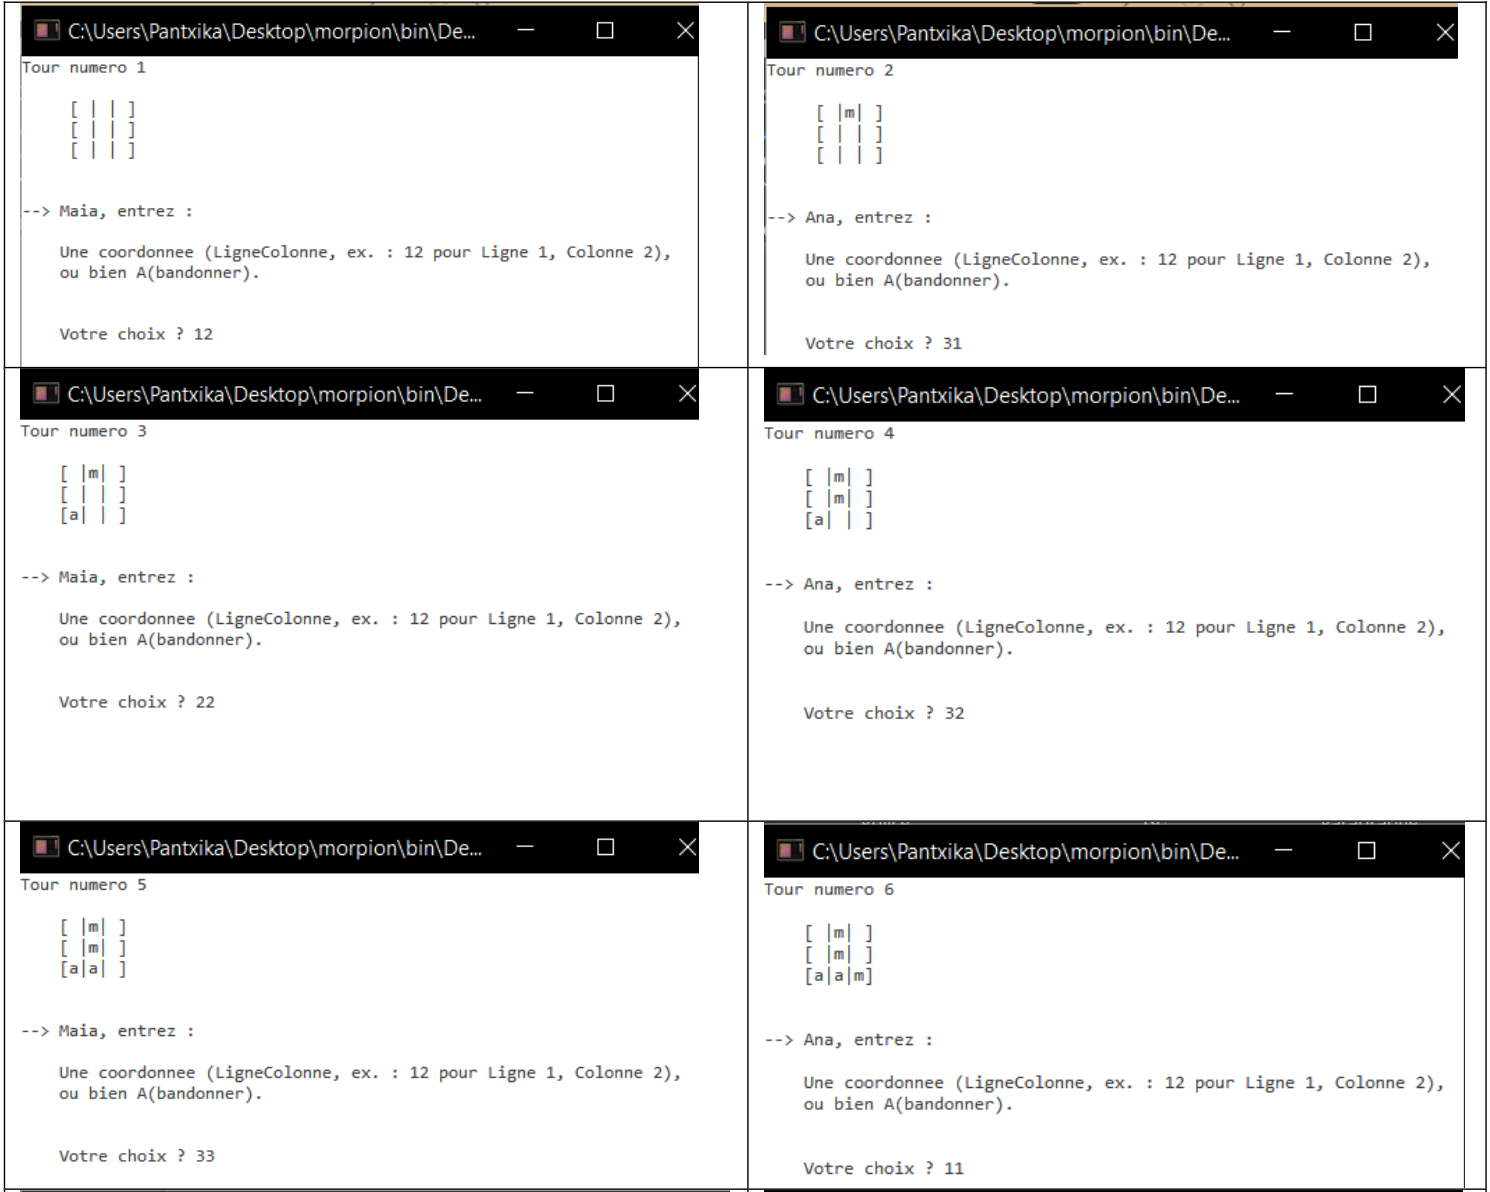 C:\Users\Pantxika\Desktop\morpion\bin\De...
Tour numero 1
[ | | ]
[ | | ]
[ | | ]
--> Maia, entrez :
Une coordonnee (LigneColonne, ex. : 12 pour Ligne 1, Colonne 2),
ou bien A(bandonner).
Votre choix ? 12
C:\Users\Pantxika\Desktop\morpion\bin\De...
Tour numero 2
[ |m| ]
[ | | ]
[ | | ]
--> Ana, entrez :
Une coordonnee (LigneColonne, ex. : 12 pour Ligne 1, Colonne 2),
ou bien A(bandonner).
Votre choix ? 31
C:\Users\Pantxika\Desktop\morpion\bin\De...
Tour numero 3
[ |m| ]
[ | | ]
[a| | ]
--> Maia, entrez :
Une coordonnee (LigneColonne, ex. : 12 pour Ligne 1, Colonne 2),
ou bien A(bandonner).
Votre choix ? 22
C:\Users\Pantxika\Desktop\morpion\bin\De...
Tour numero 4
[ |m| ]
[ |m| ]
[a| | ]
--> Ana, entrez :
Une coordonnee (LigneColonne, ex. : 12 pour Ligne 1, Colonne 2),
ou bien A(bandonner).
Votre choix ? 32
C:\Users\Pantxika\Desktop\morpion\bin\De...
Tour numero 5
[ |m| ]
[ |m| ]
[a|a| ]
--> Maia, entrez :
Une coordonnee (LigneColonne, ex. : 12 pour Ligne 1, Colonne 2),
ou bien A(bandonner).
Votre choix ? 33
C:\Users\Pantxika\Desktop\morpion\bin\De...
Tour numero 6
[ |m| ]
[ |m| ]
[a|a|m]
--> Ana, entrez :
Une coordonnee (LigneColonne, ex. : 12 pour Ligne 1, Colonne 2),
ou bien A(bandonner).
Votre choix ? 11